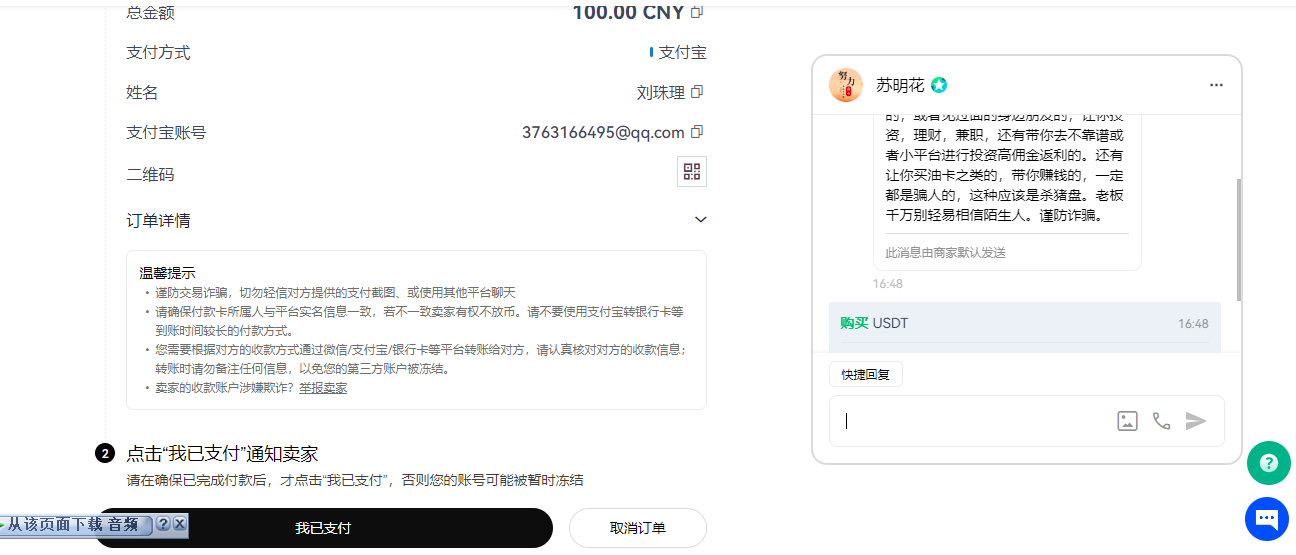 总金额
100.00 CNY
支付方式
支付宝
姓名
刘珠理
支付宝账号
3763166495@qq.com
二维码
订单详情
温馨提示
• 谨防交易诈骗，切勿轻信对方提供的支付截图、或使用其他平台聊天
• 请确保付款卡所属人与平台实名信息一致，若不一致卖家有权不放币。请不要使用支付宝转银行卡等
到账时间较长的付款方式。
• 您需要根据对方的收款方式通过微信/支付宝/银行卡等平台转账给对方，请认真核对对方的收款信息；
转账时请勿备注任何信息，以免您的第三方账户被冻结。
• 卖家的收款账户涉嫌欺诈？举报卖家
2 点击“我已支付”通知卖家
请在确保已完成付款后，才点击“我已支付”，否则您的账号可能被暂时冻结
从该页面下载 音频 ? X
我已支付
取消订单
努力
苏明花
的，或者见过面的身边朋友的，让你投
资，理财，兼职，还有带你去不靠谱或
者小平台进行投资高佣金返利的。还有
让你买油卡之类的，带你赚钱的，一定
都是骗人的，这种应该是杀猪盘。老板
千万别轻易相信陌生人。谨防诈骗。
此消息由商家默认发送
16:48
购买 USDT
16:48
快捷回复
?